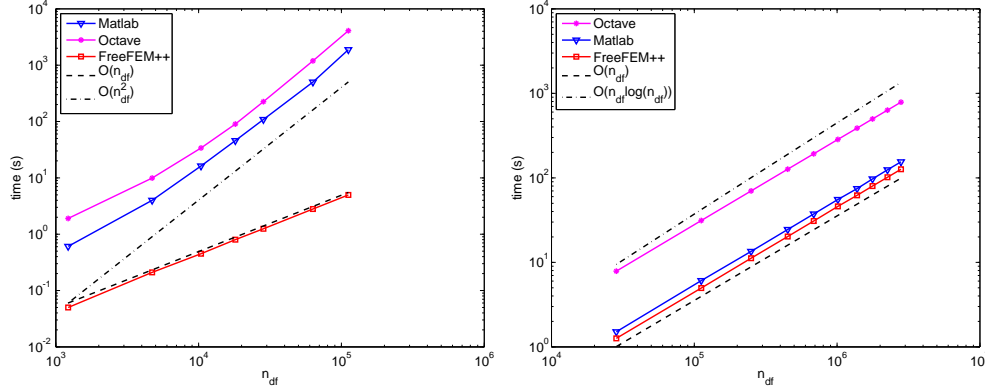 Matlab
Octave
FreeFEM++
O(n_df)
O(n_df^2)
10^4
10^3
10^2
10^1
10^0
10^-1
10^-2
time (s)
10^3
10^4
10^5
10^6
n_df
Octave
Matlab
FreeFEM++
O(n_df)
O(n_df log(n_df))
10^4
10^3
10^2
10^1
10^0
time (s)
10^4
10^5
10^6
10
n_df